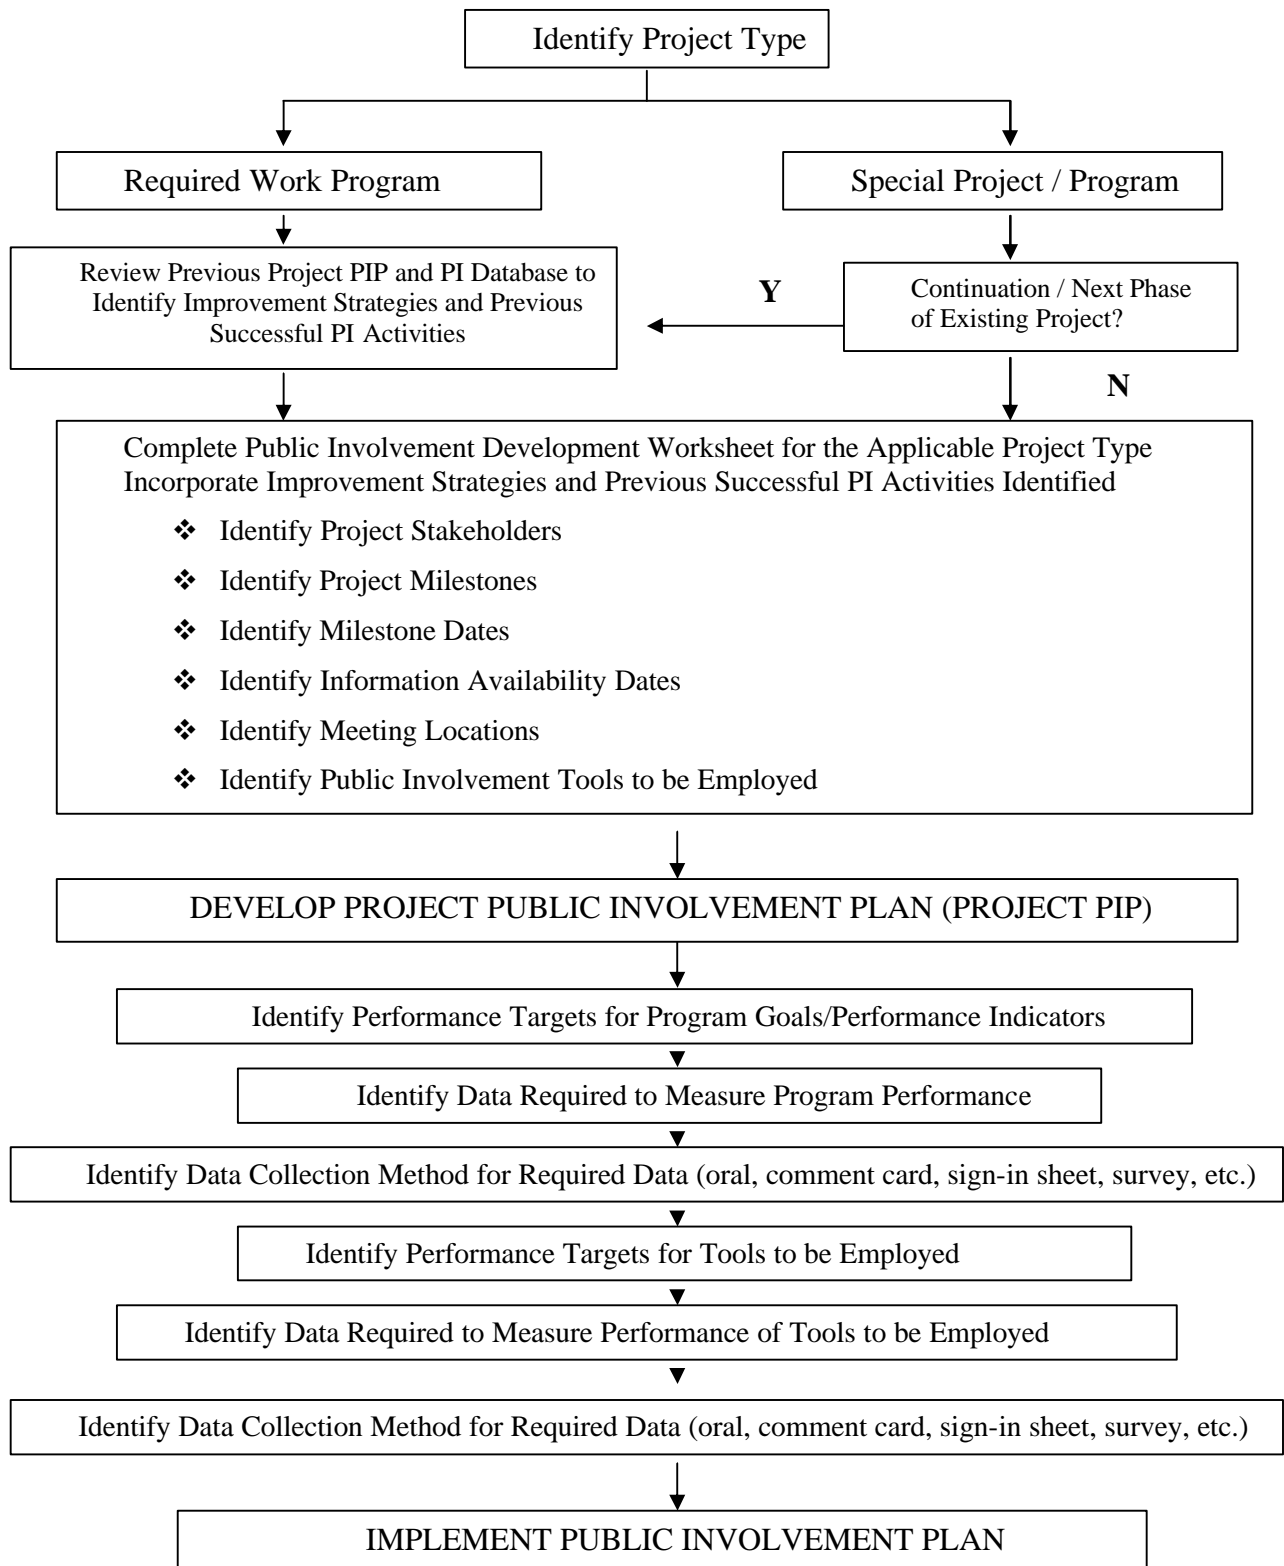 Identify Project Type
Required Work Program
Special Project / Program
Review Previous Project PIP and PI Database to
Identify Improvement Strategies and Previous
Successful PI Activities
Y
Continuation / Next Phase
of Existing Project?
N
Complete Public Involvement Development Worksheet for the Applicable Project Type
Incorporate Improvement Strategies and Previous Successful PI Activities Identified
❖ Identify Project Stakeholders
❖ Identify Project Milestones
❖ Identify Milestone Dates
❖ Identify Information Availability Dates
❖ Identify Meeting Locations
❖ Identify Public Involvement Tools to be Employed
DEVELOP PROJECT PUBLIC INVOLVEMENT PLAN (PROJECT PIP)
Identify Performance Targets for Program Goals/Performance Indicators
Identify Data Required to Measure Program Performance
Identify Data Collection Method for Required Data (oral, comment card, sign-in sheet, survey, etc.)
Identify Performance Targets for Tools to be Employed
Identify Data Required to Measure Performance of Tools to be Employed
Identify Data Collection Method for Required Data (oral, comment card, sign-in sheet, survey, etc.)
IMPLEMENT PUBLIC INVOLVEMENT PLAN